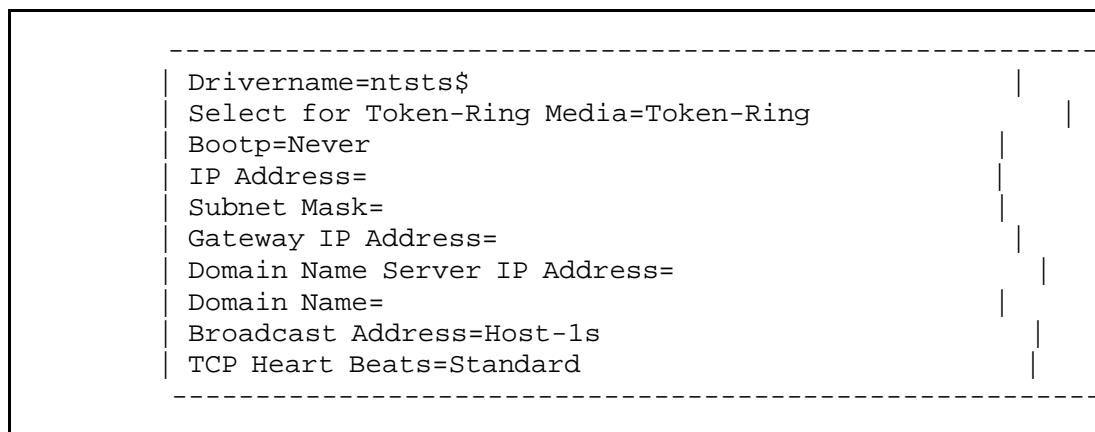 Drivername=ntsts$
Select for Token-Ring Media=Token-Ring
Bootp=Never
IP Address=
Subnet Mask=
Gateway IP Address=
Domain Name Server IP Address=
Domain Name=
Broadcast Address=Host-1s
TCP Heart Beats=Standard